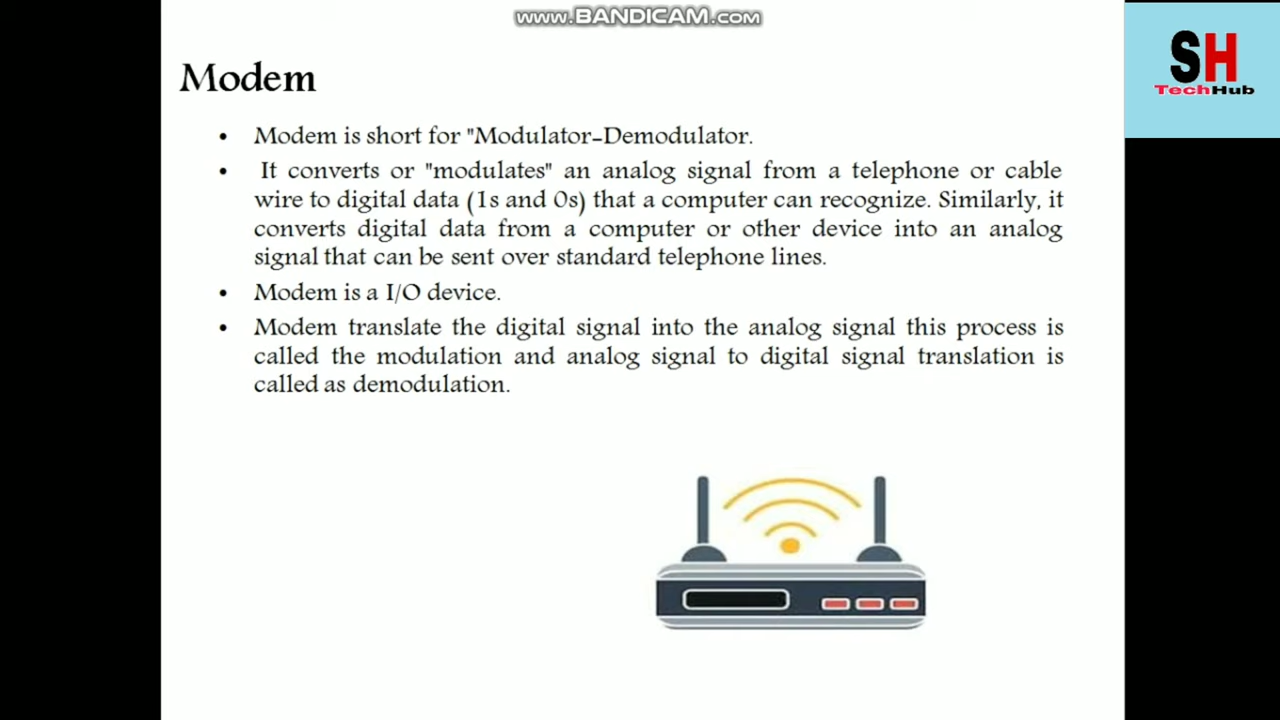 www.BANDICAM.com
SH
TechHub
Modem
• Modem is short for "Modulator-Demodulator.
• It converts or "modulates" an analog signal from a telephone or cable
wire to digital data (1s and 0s) that a computer can recognize. Similarly, it
converts digital data from a computer or other device into an analog
signal that can be sent over standard telephone lines.
• Modem is a I/O device.
• Modem translate the digital signal into the analog signal this process is
called the modulation and analog signal to digital signal translation is
called as demodulation.